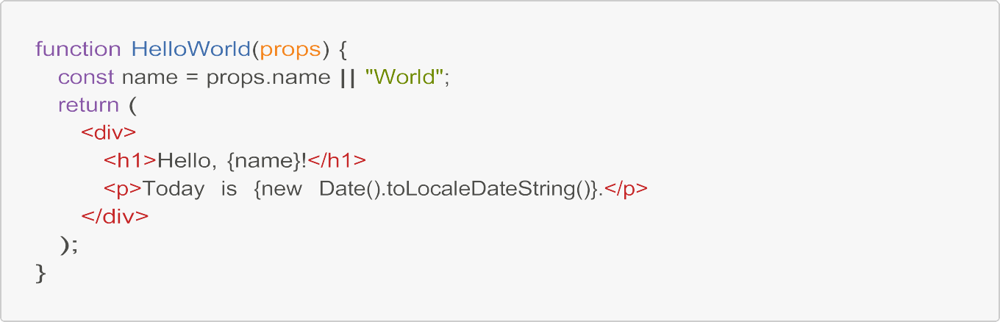 function HelloWorld(props) {
  const name = props.name || "World";
  return (
    <div>
      <h1>Hello, {name}!</h1>
      <p>Today is {new Date().toLocaleDateString()}.</p>
    </div>
  );
}